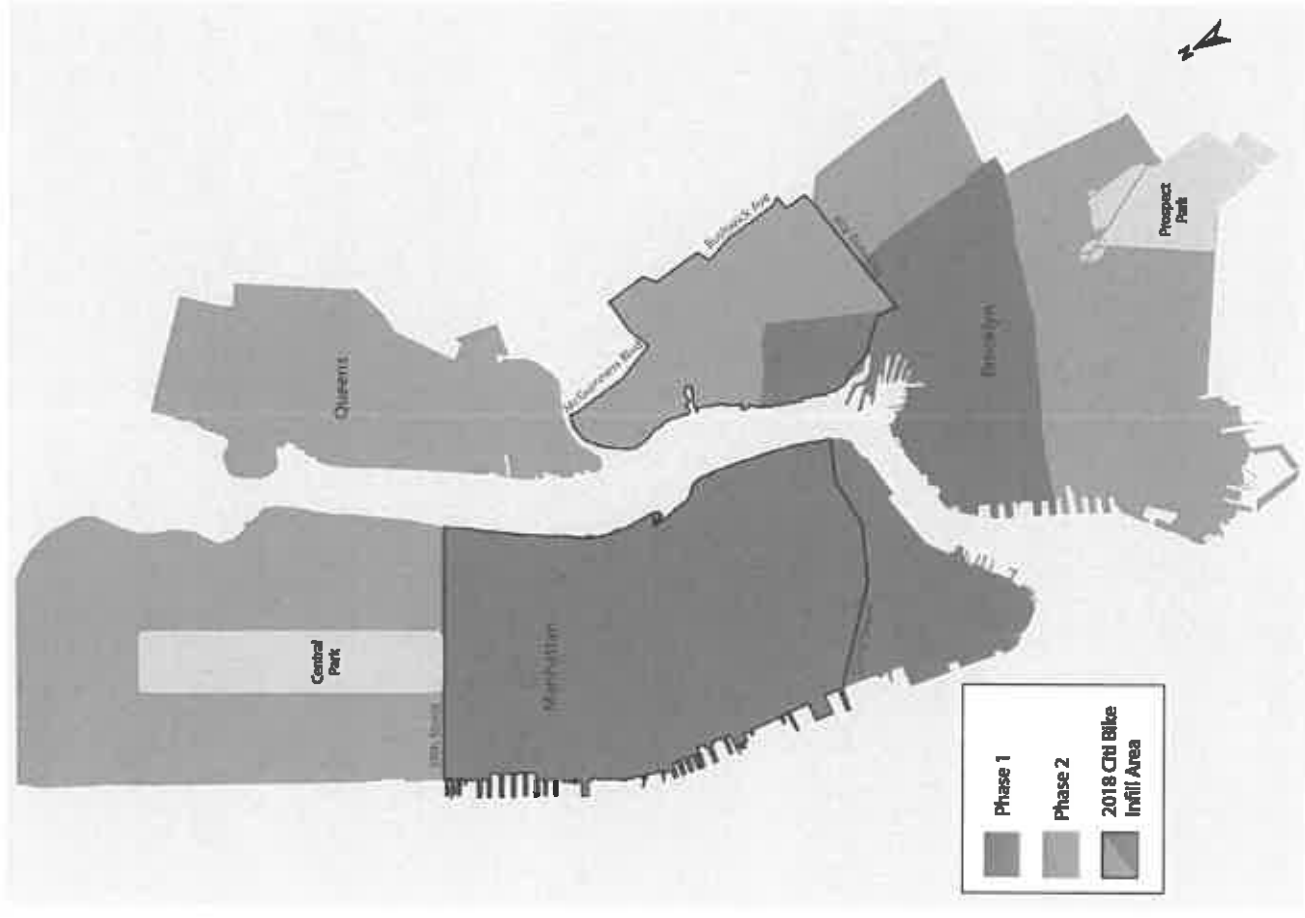 N
Queens
McGuinness Blvd
Bushwick Ave
Prospect
Park
Brooklyn
Central
Park
Manhattan
Phase 1
Phase 2
2018 Citi Bike
Infill Area